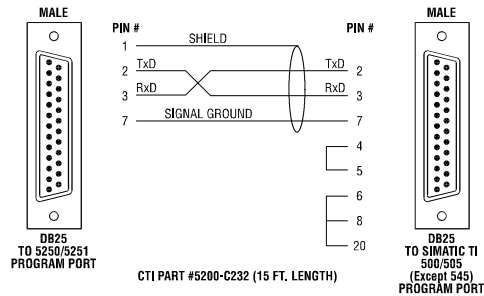 MALE
PIN #
PIN #
MALE
1
SHIELD
2
TxD
TxD
2
3
RxD
RxD
3
7
SIGNAL GROUND
7
4
5
6
8
20
DB25
TO 5250/5251
PROGRAM PORT
CTI PART #5200-C232 (15 FT. LENGTH)
DB25
TO SIMATIC TI
500/505
(Except 545)
PROGRAM PORT